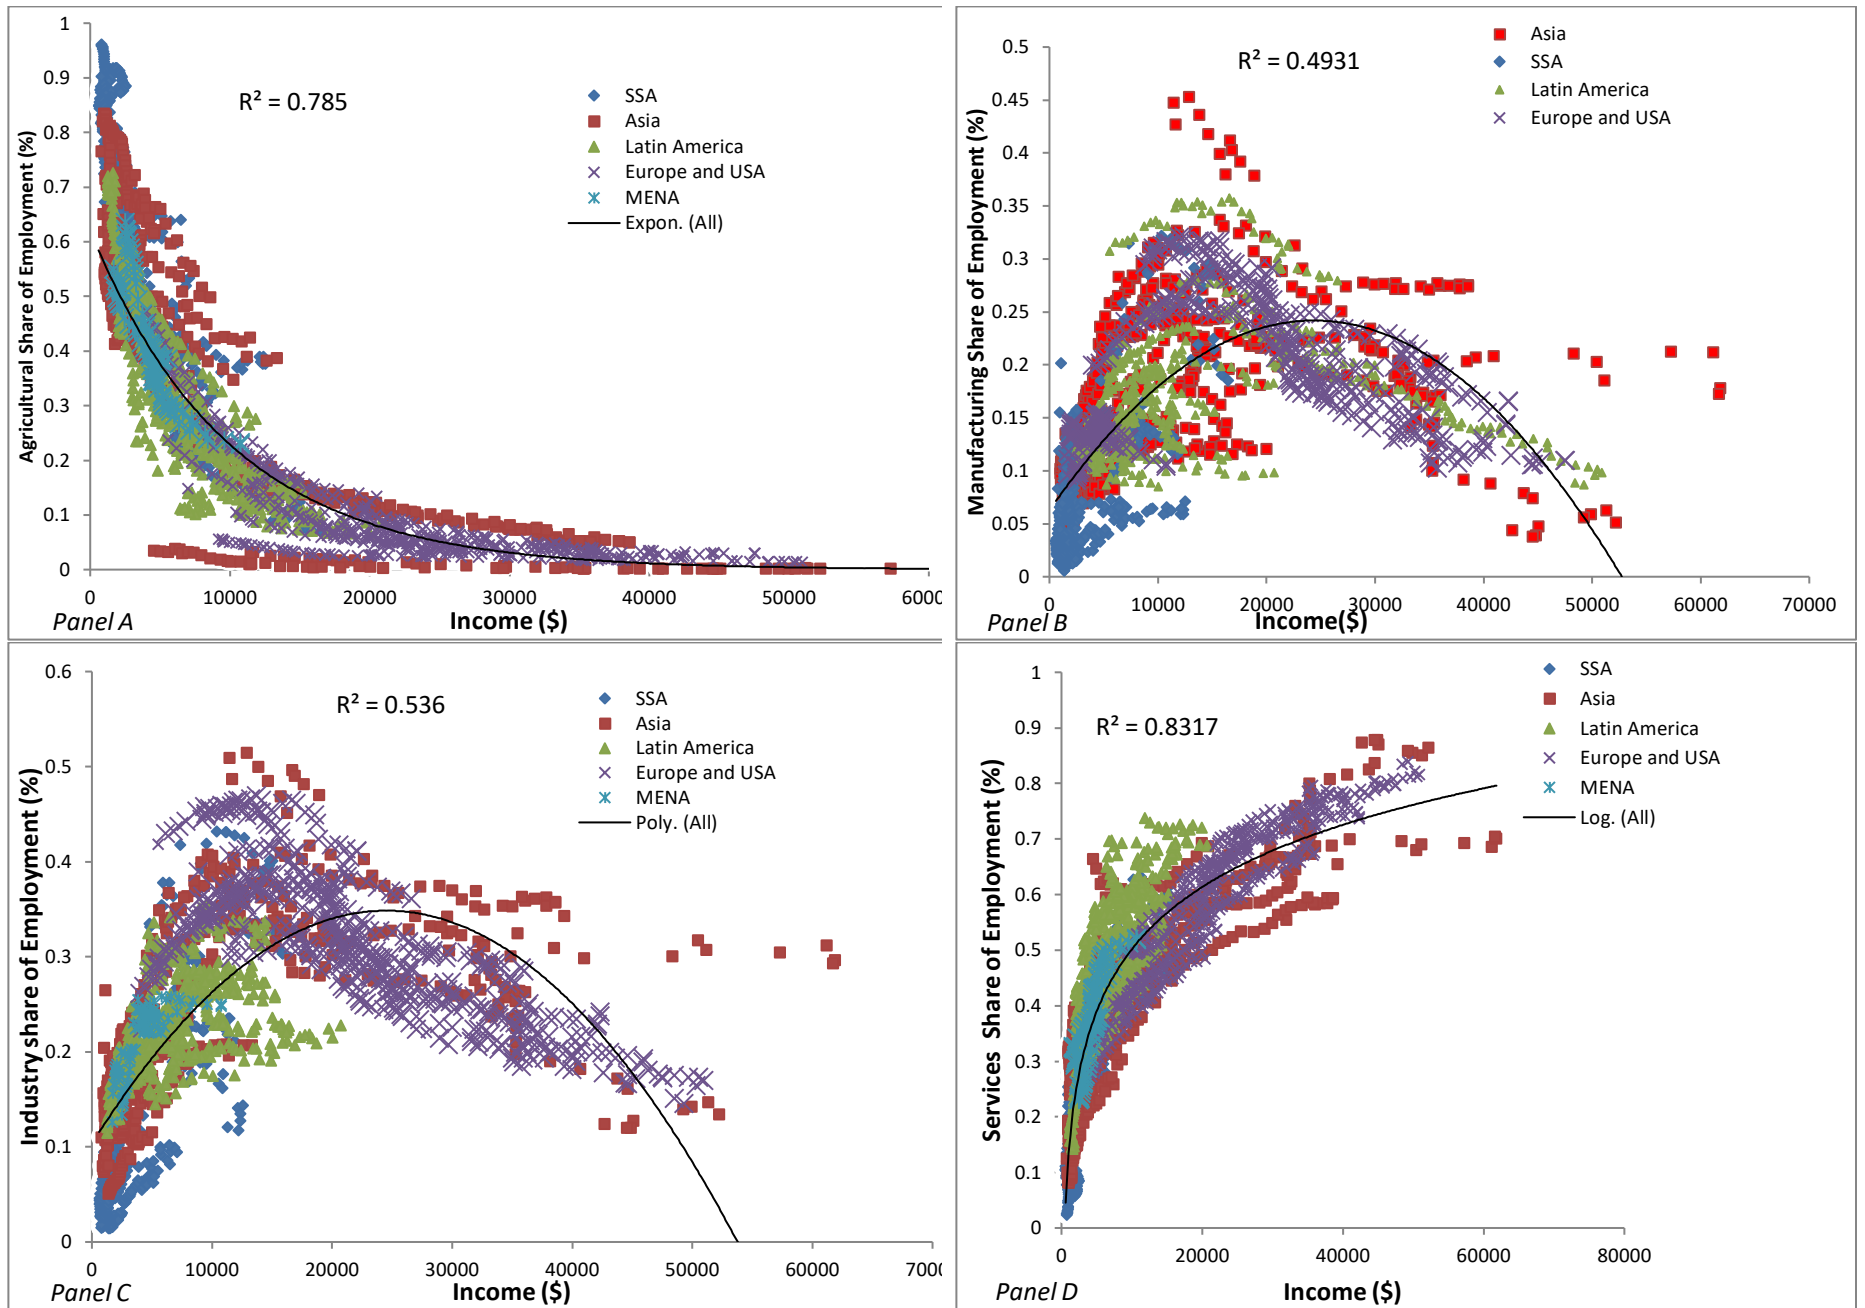 1
0.9
0.8
0.7
0.6
0.5
0.4
0.3
0.2
0.1
0
Agricultural Share of Employment (%)
R² = 0.785
SSA
Asia
Latin America
Europe and USA
MENA
Expon. (All)
0 10000 20000 30000 40000 50000 6000
Panel A Income ($)
0.5
0.45
0.4
0.35
0.3
0.25
0.2
0.15
0.1
0.05
0
Manufacturing Share of Employment (%)
R² = 0.4931
Asia
SSA
Latin America
Europe and USA
0 10000 20000 30000 40000 50000 60000 70000
Panel B Income($)
0.6
0.5
0.4
0.3
0.2
0.1
0
Industry share of Employment (%)
R² = 0.536
SSA
Asia
Latin America
Europe and USA
MENA
Poly. (All)
0 10000 20000 30000 40000 50000 60000 7000
Panel C Income ($)
1
0.9
0.8
0.7
0.6
0.5
0.4
0.3
0.2
0.1
0
Services Share of Employment (%)
R² = 0.8317
SSA
Asia
Latin America
Europe and USA
MENA
Log. (All)
0 20000 40000 60000 80000
Panel D Income ($)